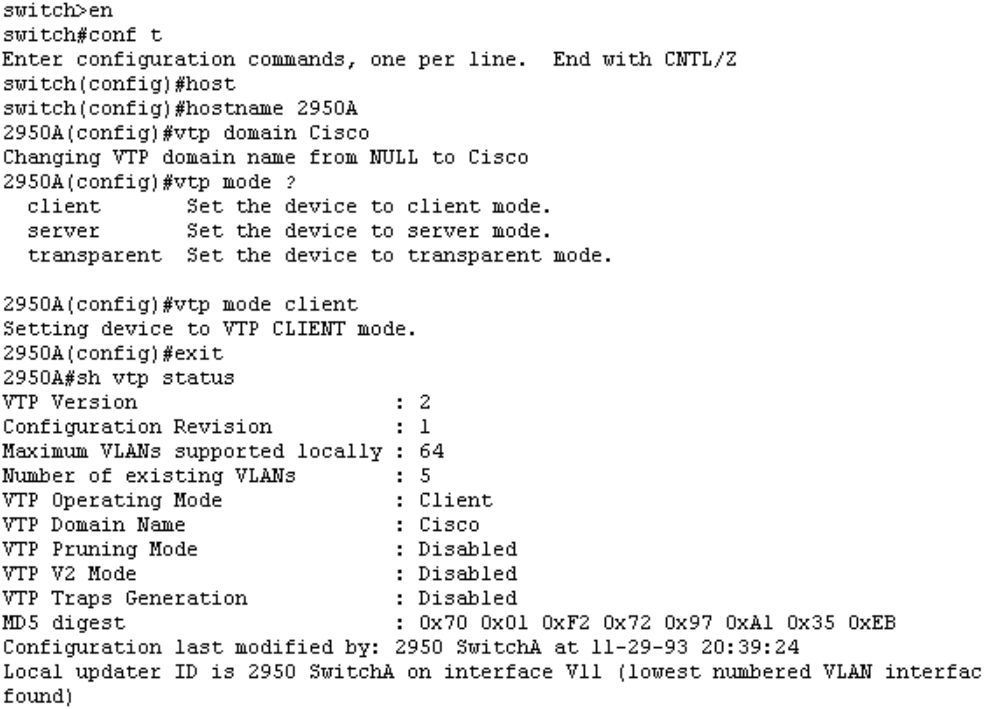 switch>en
switch#conf t
Enter configuration commands, one per line.  End with CNTL/Z
switch(config)#host
switch(config)#hostname 2950A
2950A(config)#vtp domain Cisco
Changing VTP domain name from NULL to Cisco
2950A(config)#vtp mode ?
  client       Set the device to client mode.
  server       Set the device to server mode.
  transparent  Set the device to transparent mode.

2950A(config)#vtp mode client
Setting device to VTP CLIENT mode.
2950A(config)#exit
2950A#sh vtp status
VTP Version                     : 2
Configuration Revision          : 1
Maximum VLANs supported locally : 64
Number of existing VLANs        : 5
VTP Operating Mode              : Client
VTP Domain Name                 : Cisco
VTP Pruning Mode                : Disabled
VTP V2 Mode                     : Disabled
VTP Traps Generation            : Disabled
MD5 digest                      : 0x70 0x01 0xF2 0x72 0x97 0xA1 0x35 0xEB
Configuration last modified by: 2950 SwitchA at 11-29-93 20:39:24
Local updater ID is 2950 SwitchA on interface Vl1 (lowest numbered VLAN interfac
found)